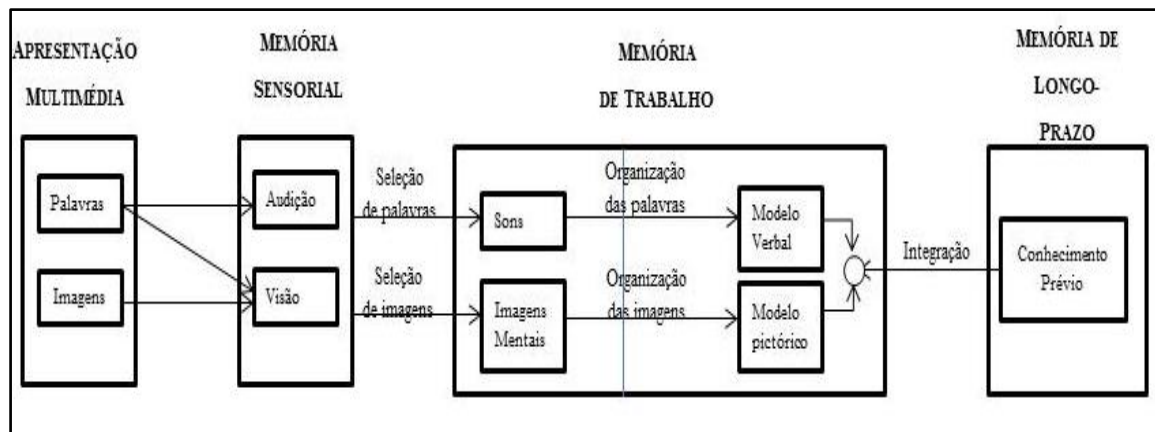 APRESENTAÇÃO
MULTIMÉDIA
Palavras
Imagens
MEMÓRIA
SENSORIAL
Audição
Visão
Seleção
de palavras
Seleção
de imagens
MEMÓRIA
DE TRABALHO
Sons
Imagens
Mentais
Organização
das palavras
Organização
das imagens
Modelo
Verbal
Modelo
pictórico
Integração
MEMÓRIA DE
LONGO-
PRAZO
Conhecimento
Prévio